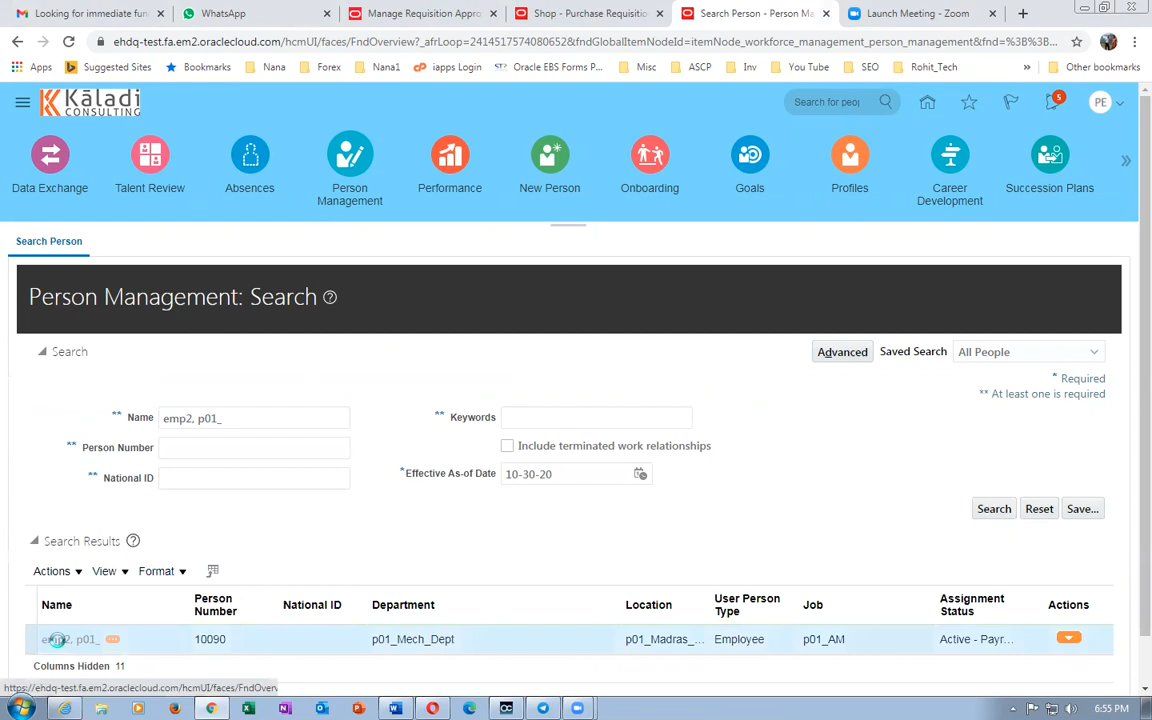 Looking for immediate fun
WhatsApp
Manage Requisition Appro
Shop - Purchase Requisitio
Search Person - Person Ma
Launch Meeting - Zoom
ehdq-test.fa.em2.oraclecloud.com/hcmUI/faces/FndOverview?_afrLoop=2414517574080652&fndGlobalItemNodeId=itemNode_workforce_management_person_management&fnd=%3B%3B...
Apps
Suggested Sites
Bookmarks
Nana
Forex
Nana1
iapps Login
Oracle EBS Forms P...
Misc
ASCP
Inv
You Tube
SEO
Rohit_Tech
»
Other bookmarks
Kāladi
CONSULTING
Search for peop
5
PE
Data Exchange
Talent Review
Absences
Person Management
Performance
New Person
Onboarding
Goals
Profiles
Career Development
Succession Plans
Search Person
Person Management: Search
Search
Advanced
Saved Search
All People
* Required
** At least one is required
** Name
emp2, p01_
** Keywords
** Person Number
Include terminated work relationships
** National ID
*Effective As-of Date
10-30-20
Search
Reset
Save...
Search Results
Actions
View
Format
Name
Person Number
National ID
Department
Location
User Person Type
Job
Assignment Status
Actions
emp2, p01_
10090
p01_Mech_Dept
p01_Madras_...
Employee
p01_AM
Active - Payr...
Columns Hidden 11
https://ehdq-test.fa.em2.oraclecloud.com/hcmUI/faces/FndOverv
6:55 PM